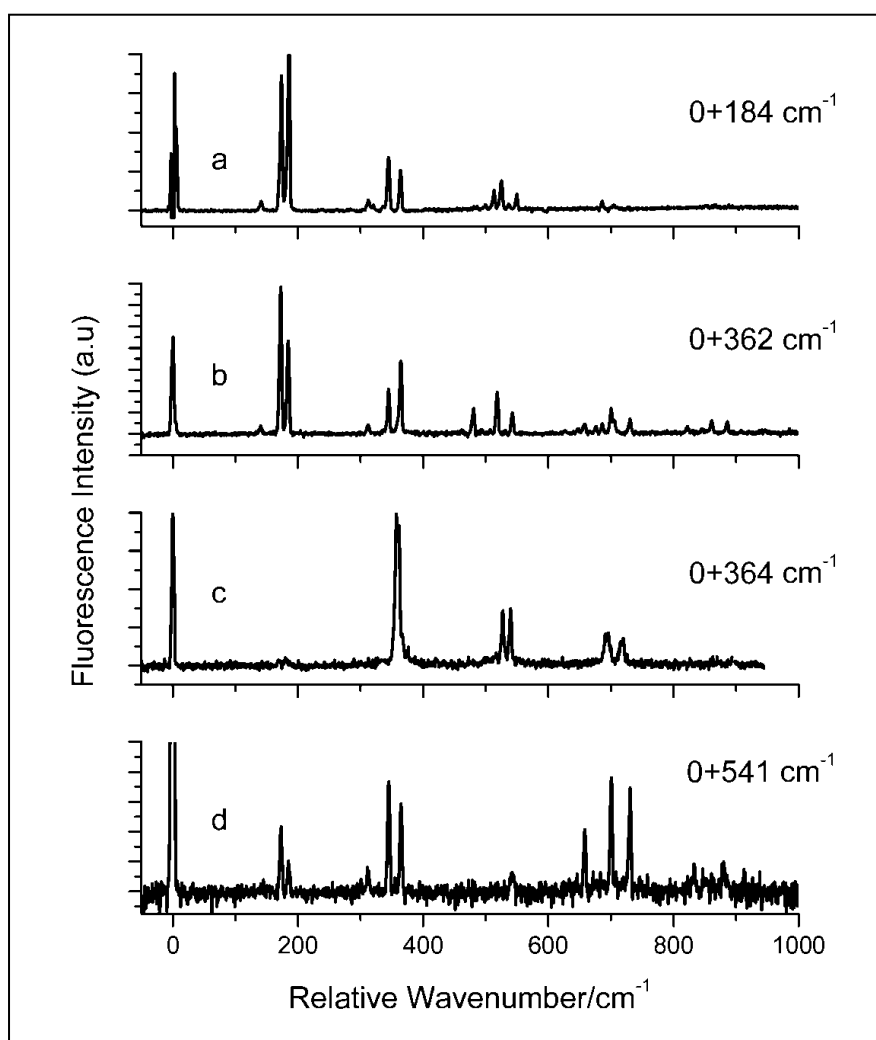 0+184 cm⁻¹
a
0+362 cm⁻¹
b
0+364 cm⁻¹
c
0+541 cm⁻¹
d
Fluorescence Intensity (a.u)
0 200 400 600 800 1000
Relative Wavenumber/cm⁻¹